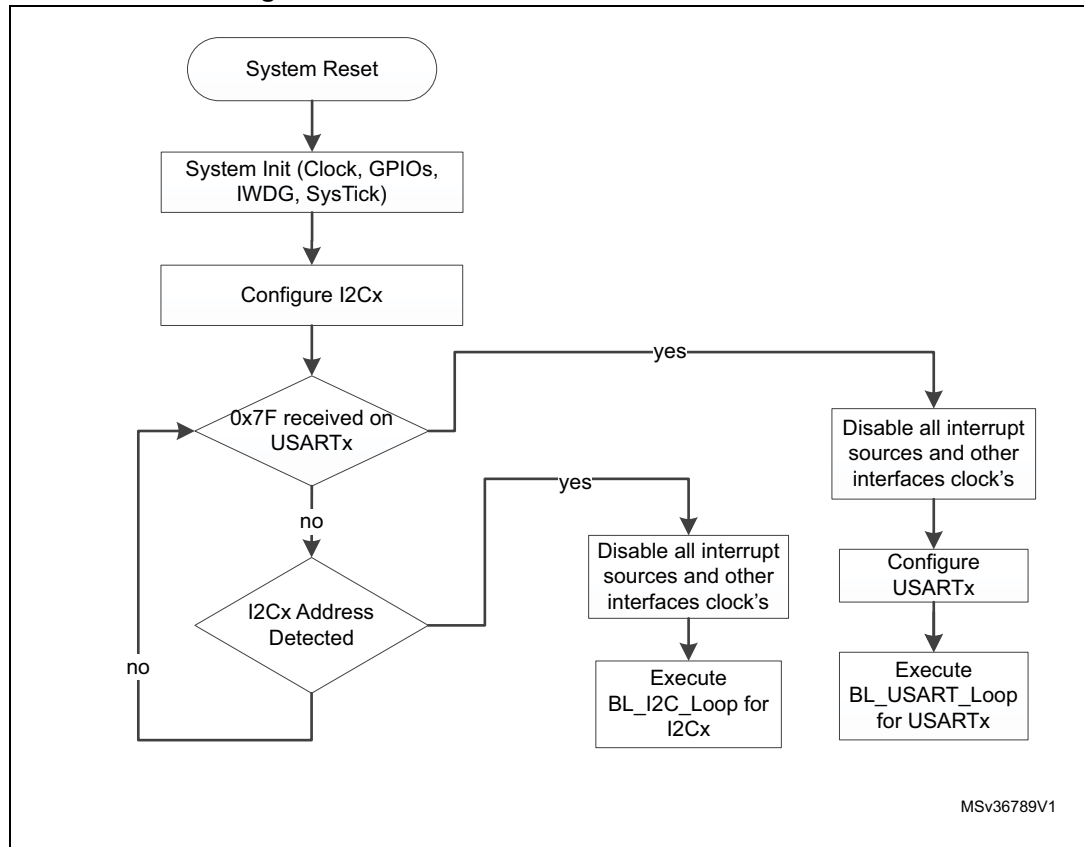 System Reset
System Init (Clock, GPIOs,
IWDG, SysTick)
Configure I2Cx
yes
0x7F received on
USARTx
Disable all interrupt
sources and other
interfaces clock’s
yes
no
Disable all interrupt
sources and other
interfaces clock’s
Configure
USARTx
I2Cx Address
Detected
no
Execute
BL_I2C_Loop for
I2Cx
Execute
BL_USART_Loop
for USARTx
MSv36789V1